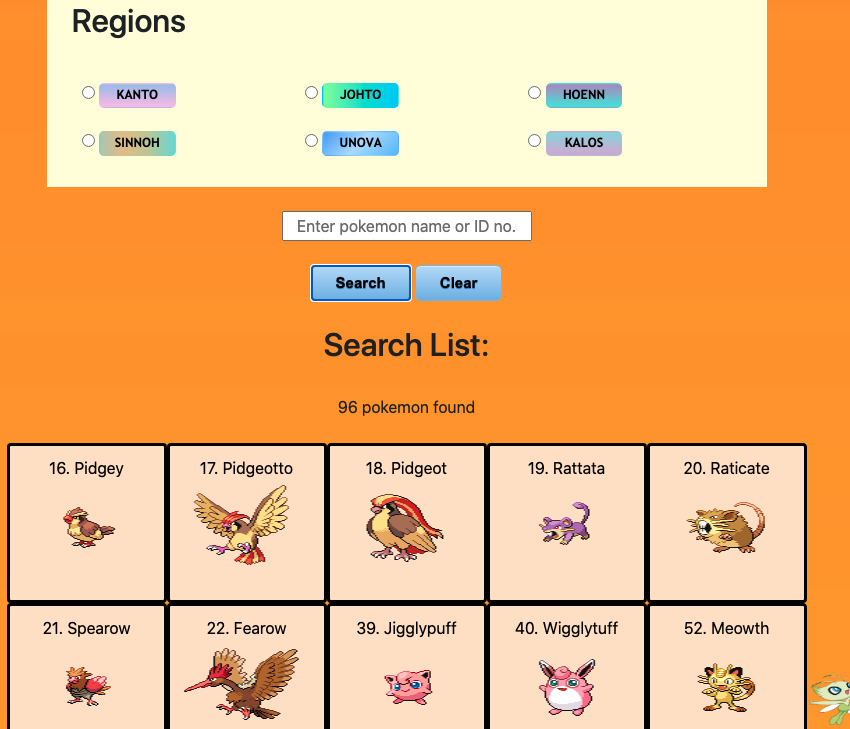 Regions
KANTO JOHTO HOENN
SINNOH UNOVA KALOS
Enter pokemon name or ID no.
Search Clear
Search List:
96 pokemon found
16. Pidgey 17. Pidgeotto 18. Pidgeot 19. Rattata 20. Raticate
21. Spearow 22. Fearow 39. Jigglypuff 40. Wigglytuff 52. Meowth